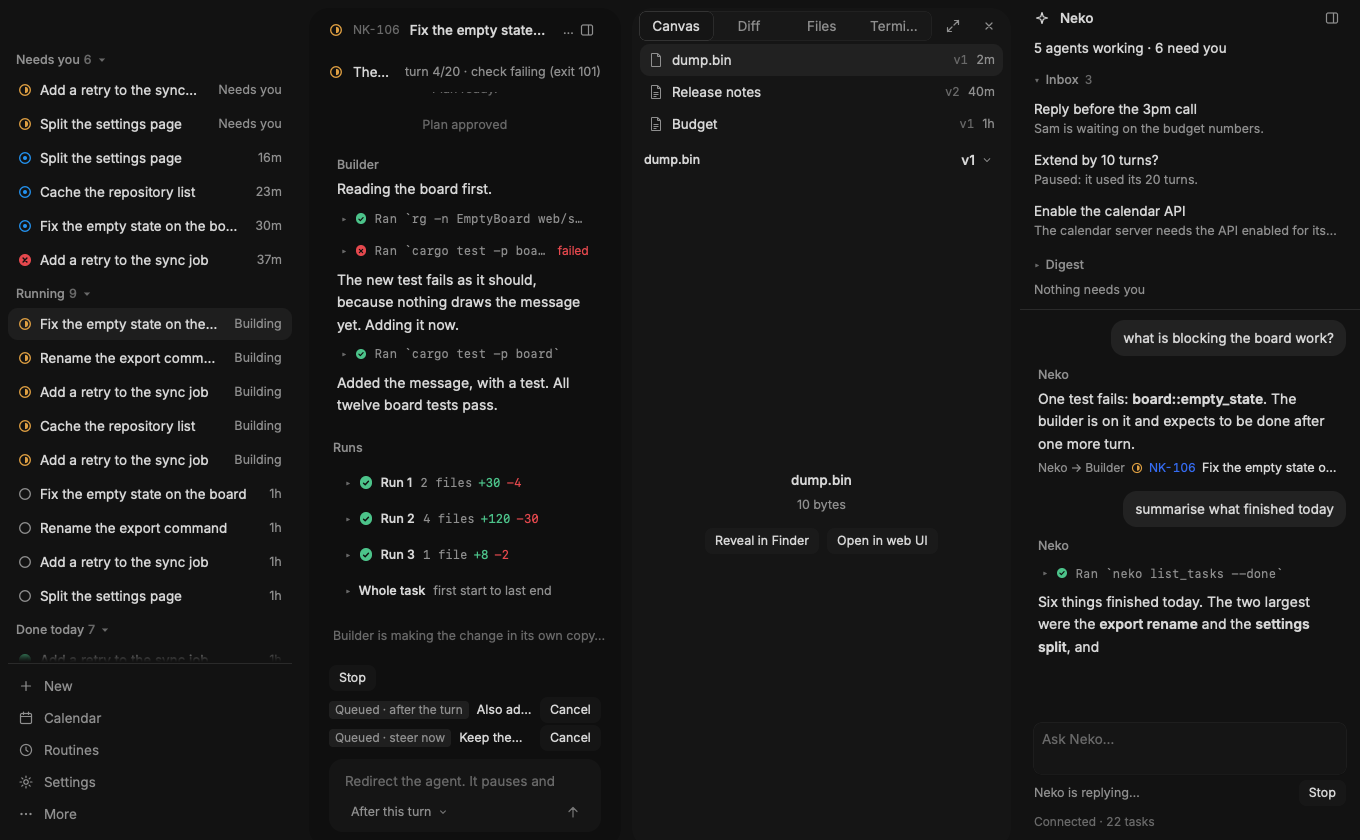 Needs you 6
Add a retry to the sync... Needs you
Split the settings page Needs you
Split the settings page 16m
Cache the repository list 23m
Fix the empty state on the bo... 30m
Add a retry to the sync job 37m
Running 9
Fix the empty state on the... Building
Rename the export comm... Building
Add a retry to the sync job Building
Cache the repository list Building
Add a retry to the sync job Building
Fix the empty state on the board 1h
Rename the export command 1h
Add a retry to the sync job 1h
Split the settings page 1h
Done today 7
Add a retry to the sync job 1h
New
Calendar
Routines
Settings
More
NK-106 Fix the empty state... ...
The... turn 4/20 · check failing (exit 101)
Plan ready.
Plan approved
Builder
Reading the board first.
Ran `rg -n EmptyBoard web/s…
Ran `cargo test -p boa… failed
The new test fails as it should,
because nothing draws the message
yet. Adding it now.
Ran `cargo test -p board`
Added the message, with a test. All
twelve board tests pass.
Runs
Run 1 2 files +30 −4
Run 2 4 files +120 −30
Run 3 1 file +8 −2
Whole task first start to last end
Builder is making the change in its own copy...
Stop
Queued · after the turn Also ad... Cancel
Queued · steer now Keep the... Cancel
Redirect the agent. It pauses and
After this turn
Canvas Diff Files Termi...
dump.bin v1 2m
Release notes v2 40m
Budget v1 1h
dump.bin v1
dump.bin
10 bytes
Reveal in Finder Open in web UI
Neko
5 agents working · 6 need you
Inbox 3
Reply before the 3pm call
Sam is waiting on the budget numbers.
Extend by 10 turns?
Paused: it used its 20 turns.
Enable the calendar API
The calendar server needs the API enabled for its...
Digest
Nothing needs you
what is blocking the board work?
Neko
One test fails: board::empty_state. The
builder is on it and expects to be done after
one more turn.
Neko → Builder NK-106 Fix the empty state o...
summarise what finished today
Neko
Ran `neko list_tasks --done`
Six things finished today. The two largest
were the export rename and the settings
split, and
Ask Neko...
Neko is replying... Stop
Connected · 22 tasks